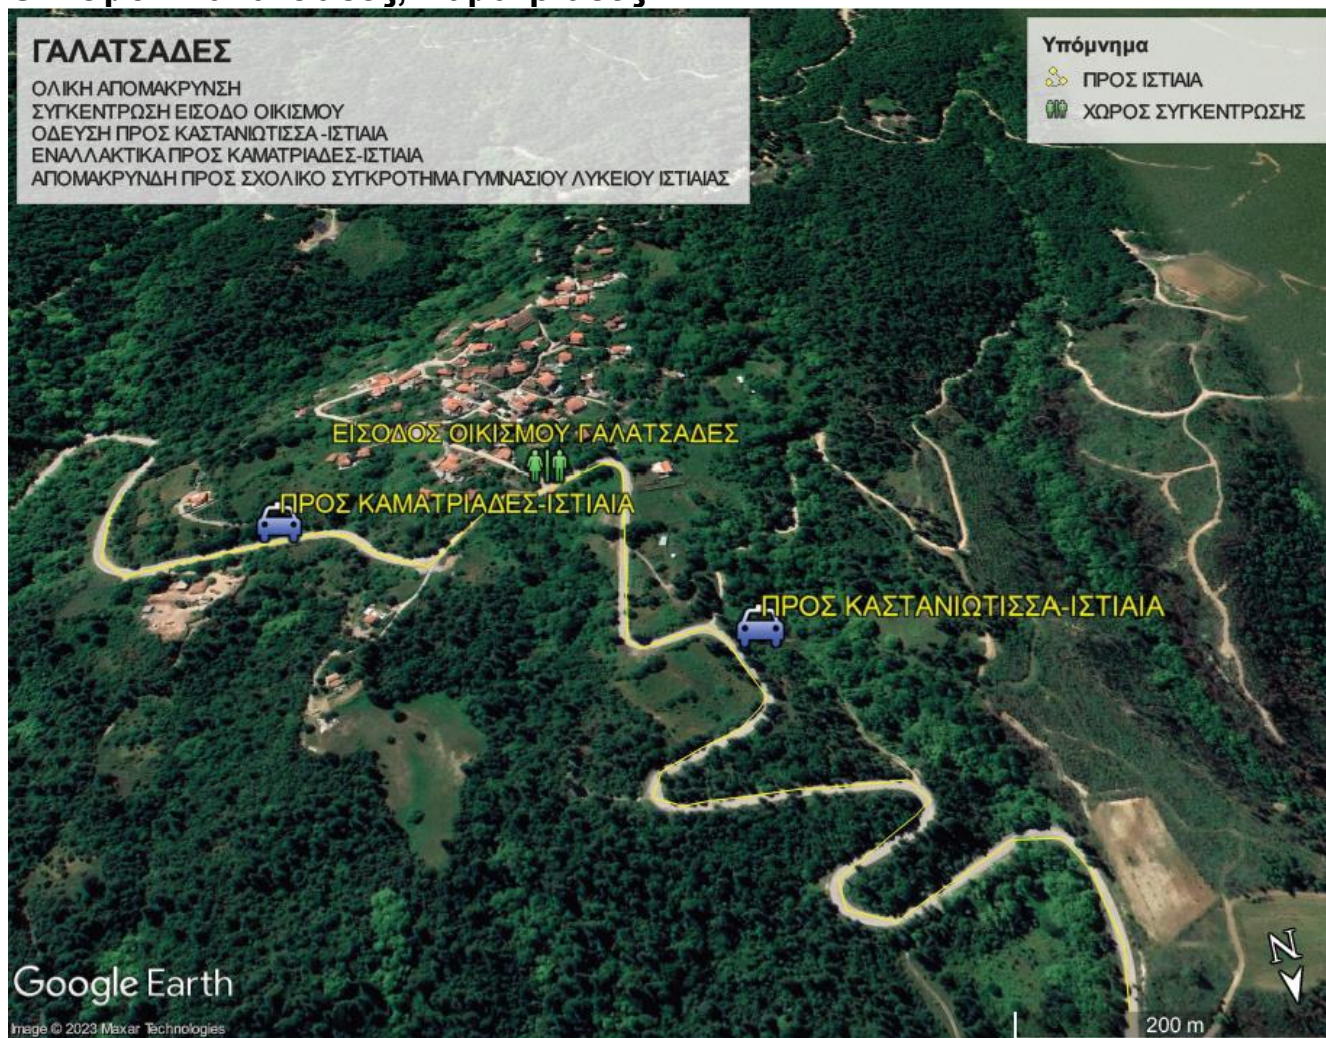 ΓΑΛΑΤΣΑΔΕΣ
ΟΛΙΚΗ ΑΠΟΜΑΚΡΥΝΣΗ
ΣΥΓΚΕΝΤΡΩΣΗ ΕΙΣΟΔΟ ΟΙΚΙΣΜΟΥ
ΟΔΕΥΣΗ ΠΡΟΣ ΚΑΣΤΑΝΙΩΤΙΣΣΑ -ΙΣΤΙΑΙΑ
ΕΝΑΛΛΑΚΤΙΚΑ ΠΡΟΣ ΚΑΜΑΤΡΙΑΔΕΣ-ΙΣΤΙΑΙΑ
ΑΠΟΜΑΚΡΥΝΔΗ ΠΡΟΣ ΣΧΟΛΙΚΟ ΣΥΓΚΡΟΤΗΜΑ ΓΥΜΝΑΣΙΟΥ ΛΥΚΕΙΟΥ ΙΣΤΙΑΙΑΣ
Υπόμνημα
ΠΡΟΣ ΙΣΤΙΑΙΑ
ΧΩΡΟΣ ΣΥΓΚΕΝΤΡΩΣΗΣ
ΕΙΣΟΔΟΣ ΟΙΚΙΣΜΟΥ ΓΑΛΑΤΣΑΔΕΣ
ΠΡΟΣ ΚΑΜΑΤΡΙΑΔΕΣ-ΙΣΤΙΑΙΑ
ΠΡΟΣ ΚΑΣΤΑΝΙΩΤΙΣΣΑ-ΙΣΤΙΑΙΑ
N
Google Earth
Image © 2023 Maxar Technologies
200 m